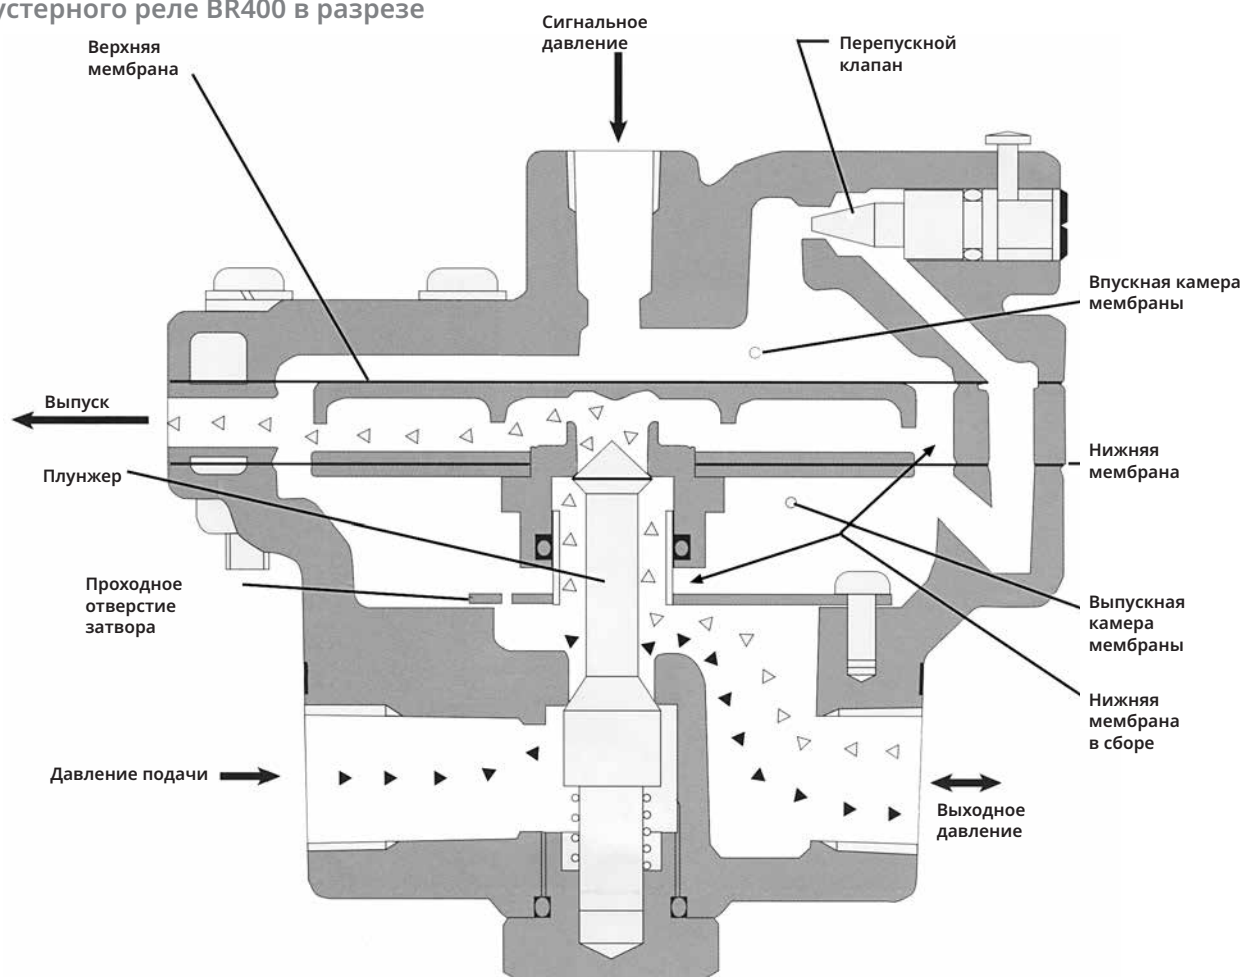 устерного реле BR400 в разрезе
Сигнальное
давление
Верхняя
мембрана
Перепускной
клапан
Впускная камера
мембраны
Выпуск
Плунжер
Нижняя
мембрана
Проходное
отверстие
затвора
Выпускная
камера
мембраны
Нижняя
мембрана
в сборе
Давление подачи
Выходное
давление